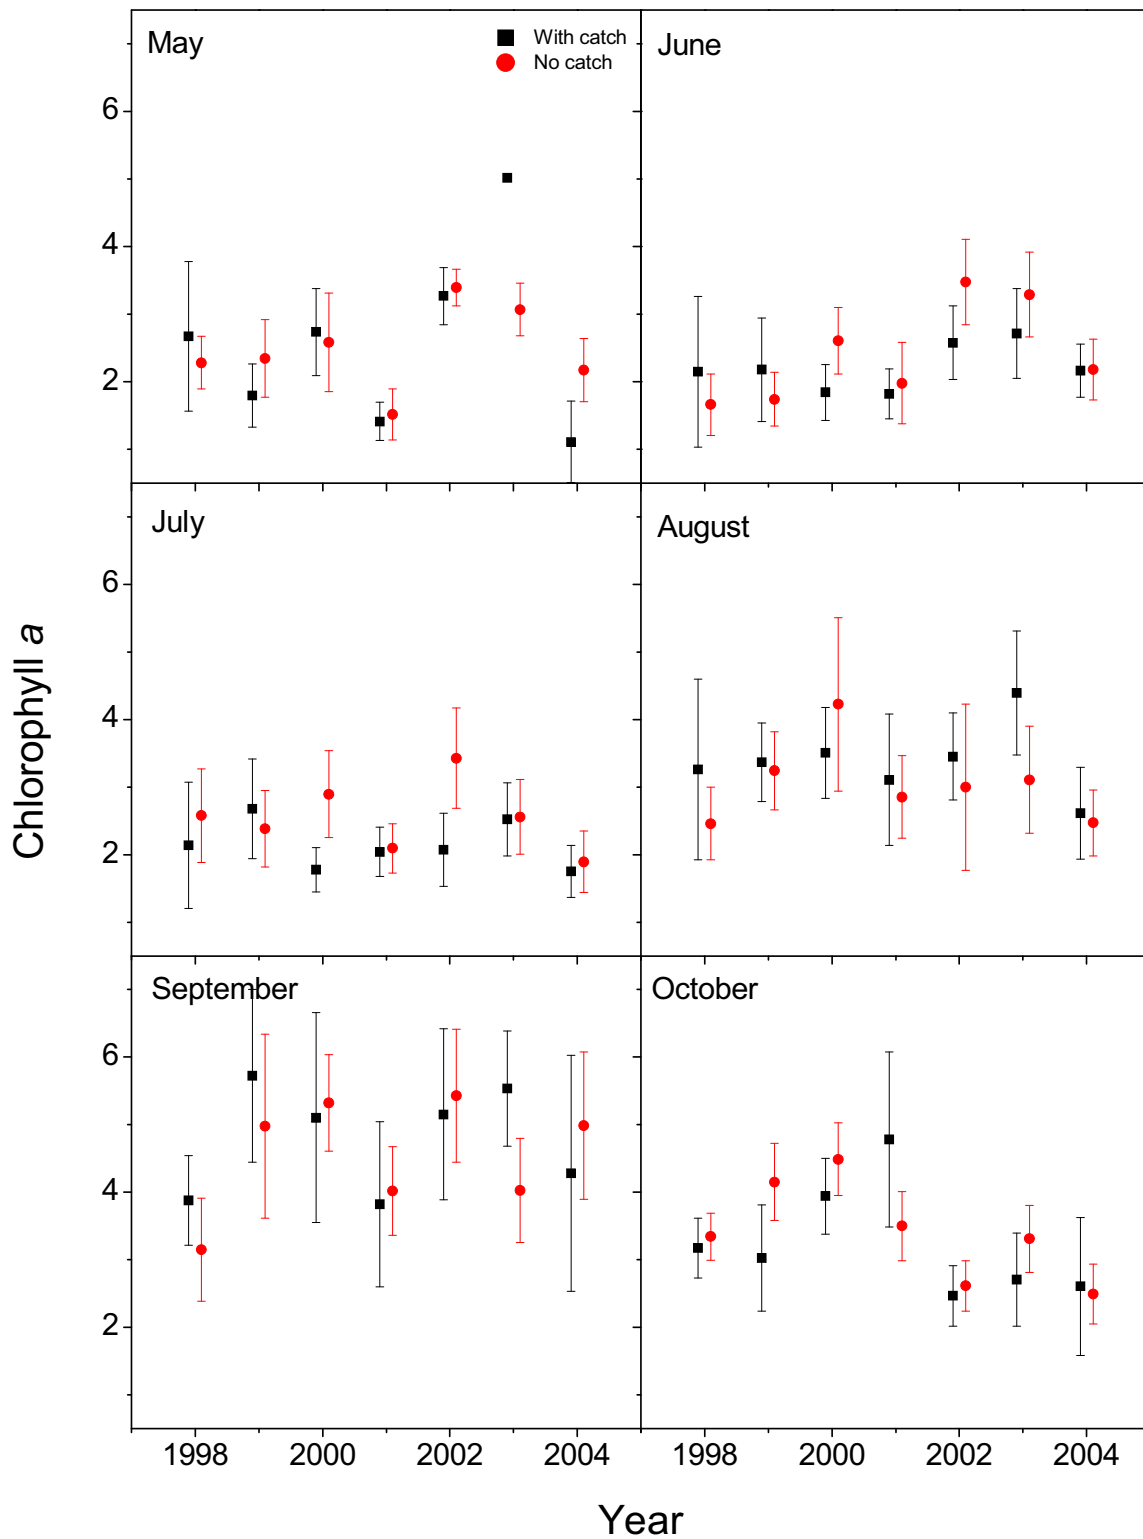 May
With catch
No catch
June
6
4
2
July
August
6
4
2
Chlorophyll a
September
October
6
4
2
1998 2000 2002 2004 1998 2000 2002 2004
Year